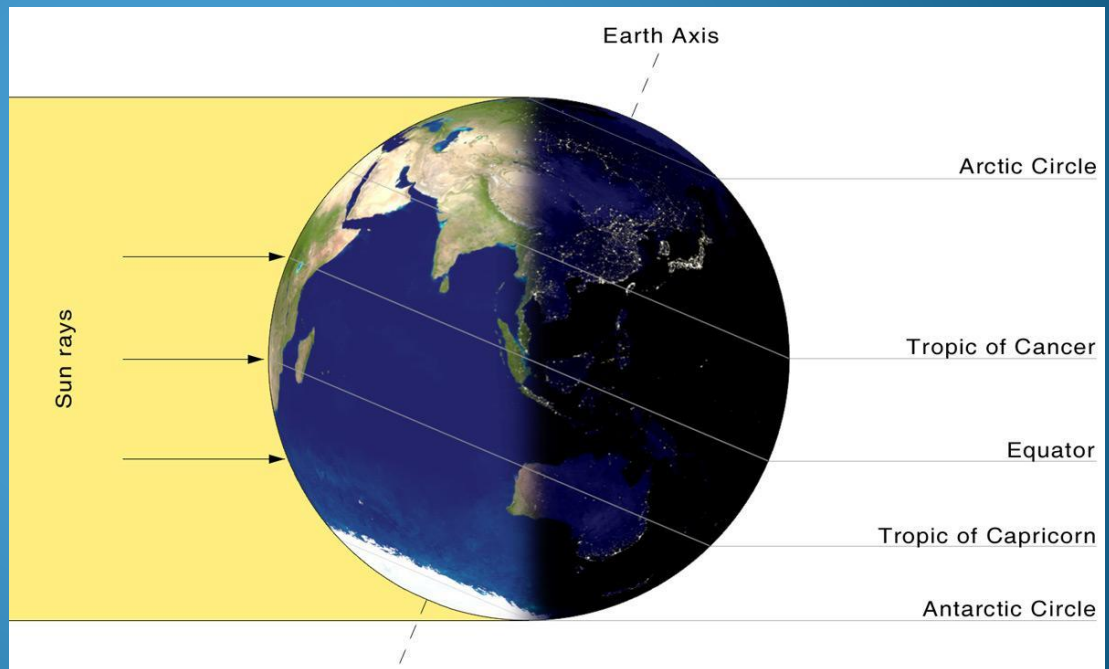 Earth Axis
Arctic Circle
Sun rays
Tropic of Cancer
Equator
Tropic of Capricorn
Antarctic Circle